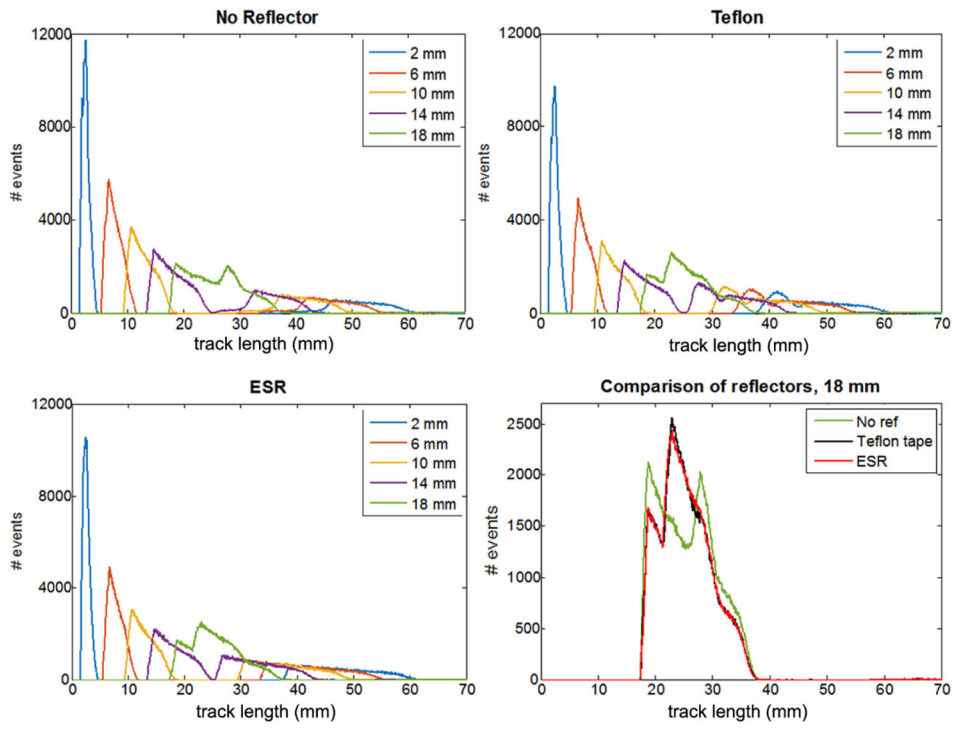 No Reflector
12000
8000
4000
0
# events
0 10 20 30 40 50 60 70
track length (mm)
2 mm
6 mm
10 mm
14 mm
18 mm
Teflon
12000
8000
4000
0
# events
0 10 20 30 40 50 60 70
track length (mm)
2 mm
6 mm
10 mm
14 mm
18 mm
ESR
12000
8000
4000
0
# events
0 10 20 30 40 50 60 70
track length (mm)
2 mm
6 mm
10 mm
14 mm
18 mm
Comparison of reflectors, 18 mm
2500
2000
1500
1000
500
0
# events
0 10 20 30 40 50 60 70
track length (mm)
No ref
Teflon tape
ESR